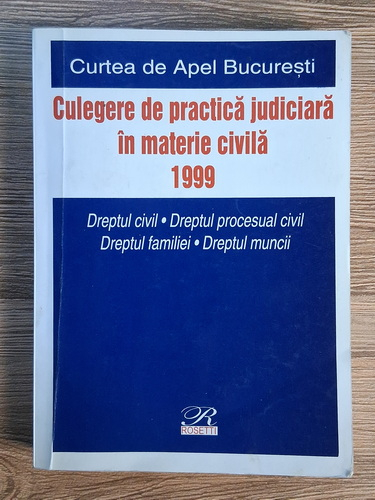 Curtea de Apel București
Culegere de practică judiciară
în materie civilă
1999
Dreptul civil • Dreptul procesual civil
Dreptul familiei • Dreptul muncii
R
ROSETTI